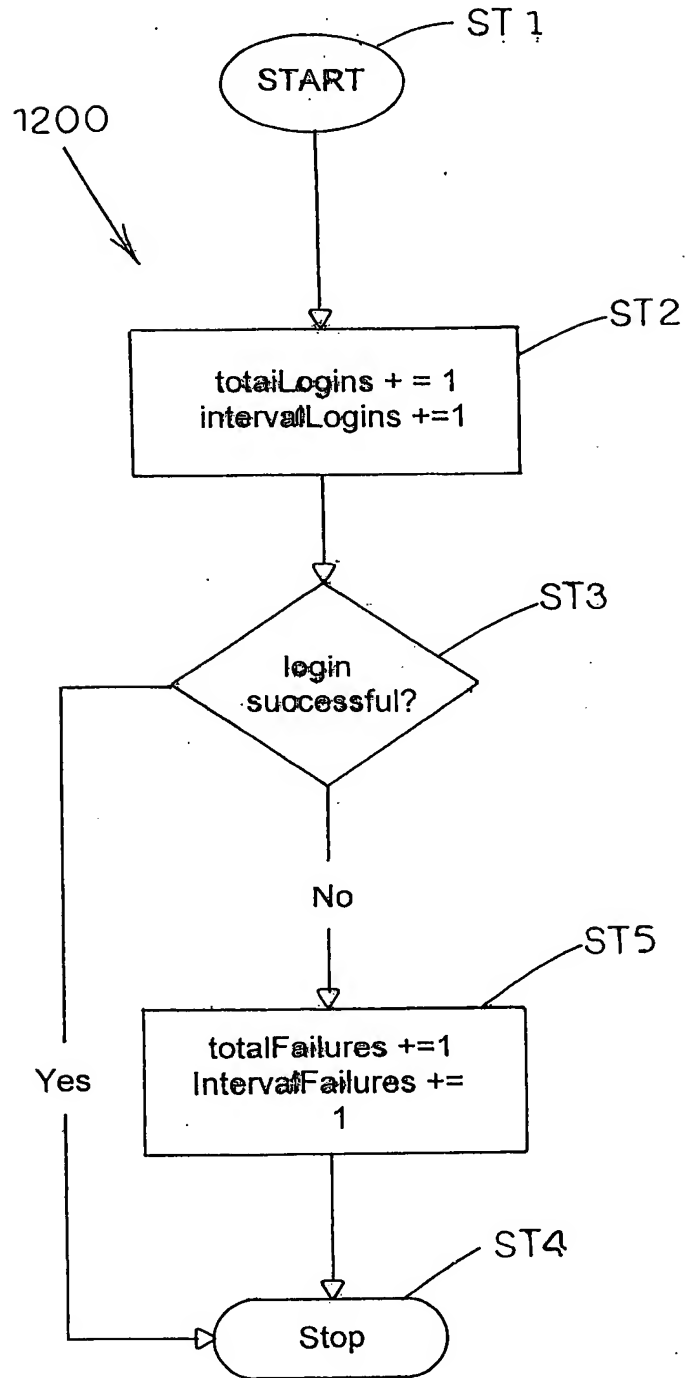 ST 1
START
1200
ST2
totalLogins + = 1
intervalLogins +=1
ST3
login
successful?
No
ST5
totalFailures +=1
IntervalFailures +=
1
Yes
ST4
Stop